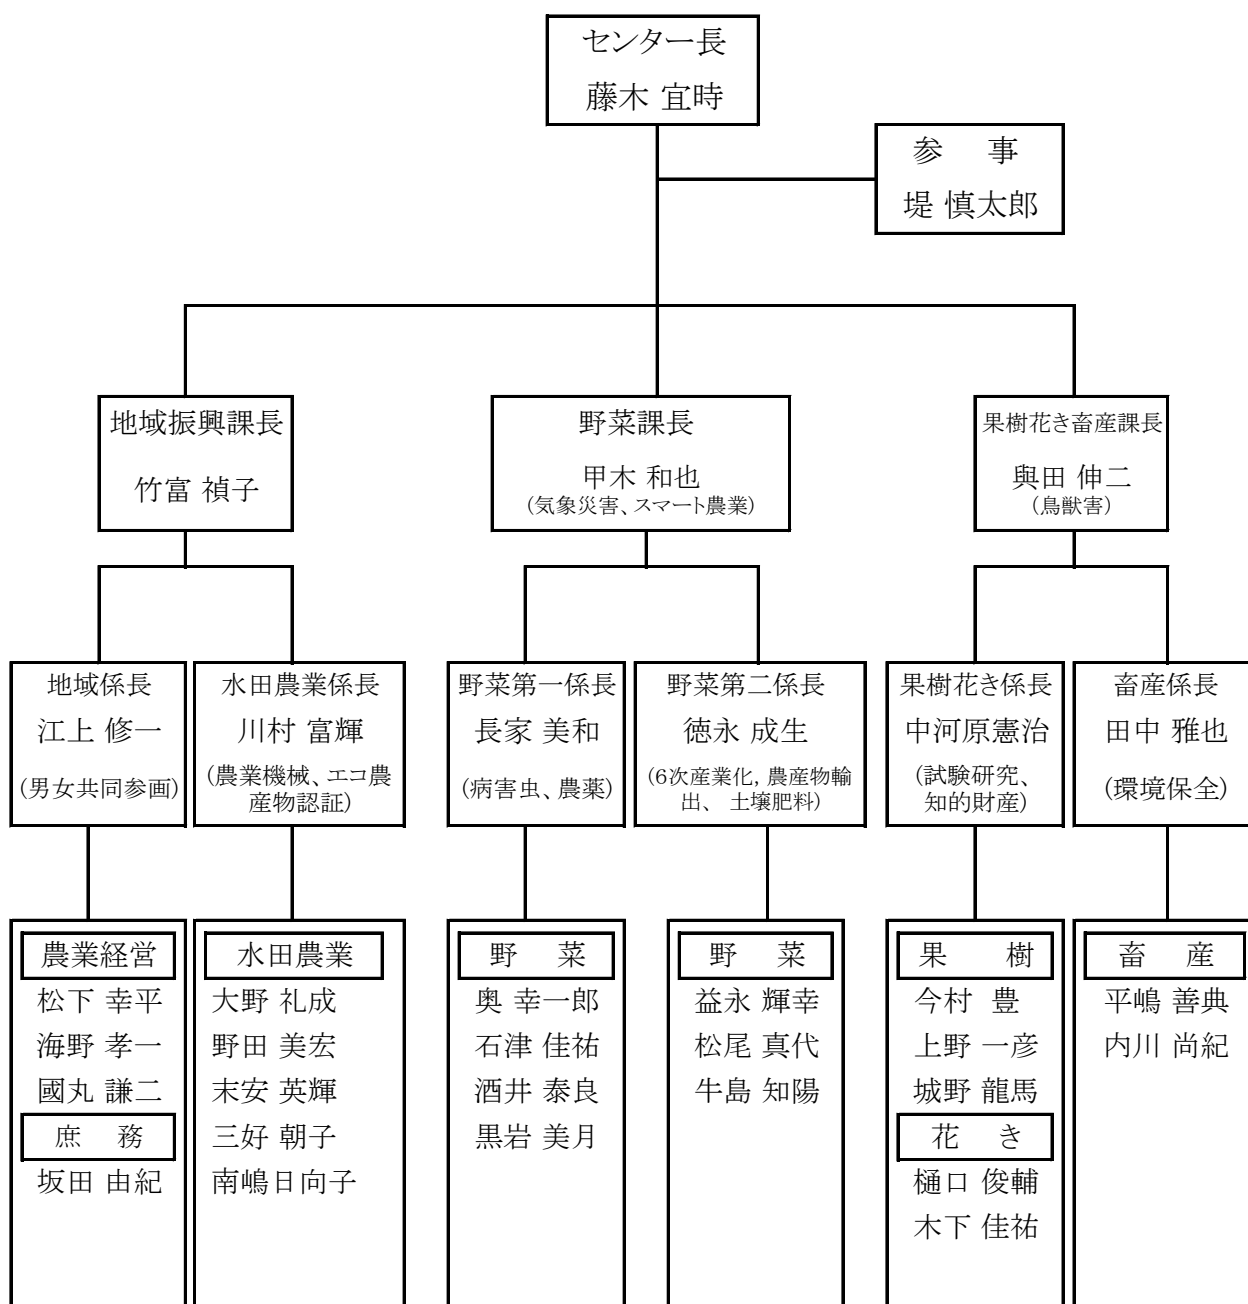 センター長
藤木 宜時
参 事
堤 慎太郎
地域振興課長
竹富 禎子
野菜課長
甲木 和也
(気象災害、スマート農業)
果樹花き畜産課長
與田 伸二
(鳥獣害)
地域係長
江上 修一
(男女共同参画)
水田農業係長
川村 富輝
(農業機械、エコ農
産物認証)
野菜第一係長
長家 美和
(病害虫、農薬)
野菜第二係長
徳永 成生
(6次産業化, 農産物輸
出、 土壌肥料)
果樹花き係長
中河原憲治
(試験研究、
知的財産)
畜産係長
田中 雅也
(環境保全)
農業経営
松下 幸平
海野 孝一
國丸 謙二
庶 務
坂田 由紀
水田農業
大野 礼成
野田 美宏
末安 英輝
三好 朝子
南嶋日向子
野 菜
奥 幸一郎
石津 佳祐
酒井 泰良
黒岩 美月
野 菜
益永 輝幸
松尾 真代
牛島 知陽
果 樹
今村 豊
上野 一彦
城野 龍馬
花 き
樋口 俊輔
木下 佳祐
畜 産
平嶋 善典
内川 尚紀